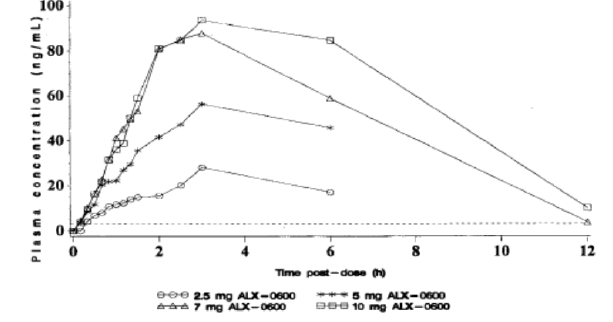 Plasma concentration (ng/mL)
100
80
60
40
20
0
0 2 4 6 8 10 12
Time post-dose (h)
2.5 mg ALX-0600 5 mg ALX-0600
7 mg ALX-0600 10 mg ALX-0600